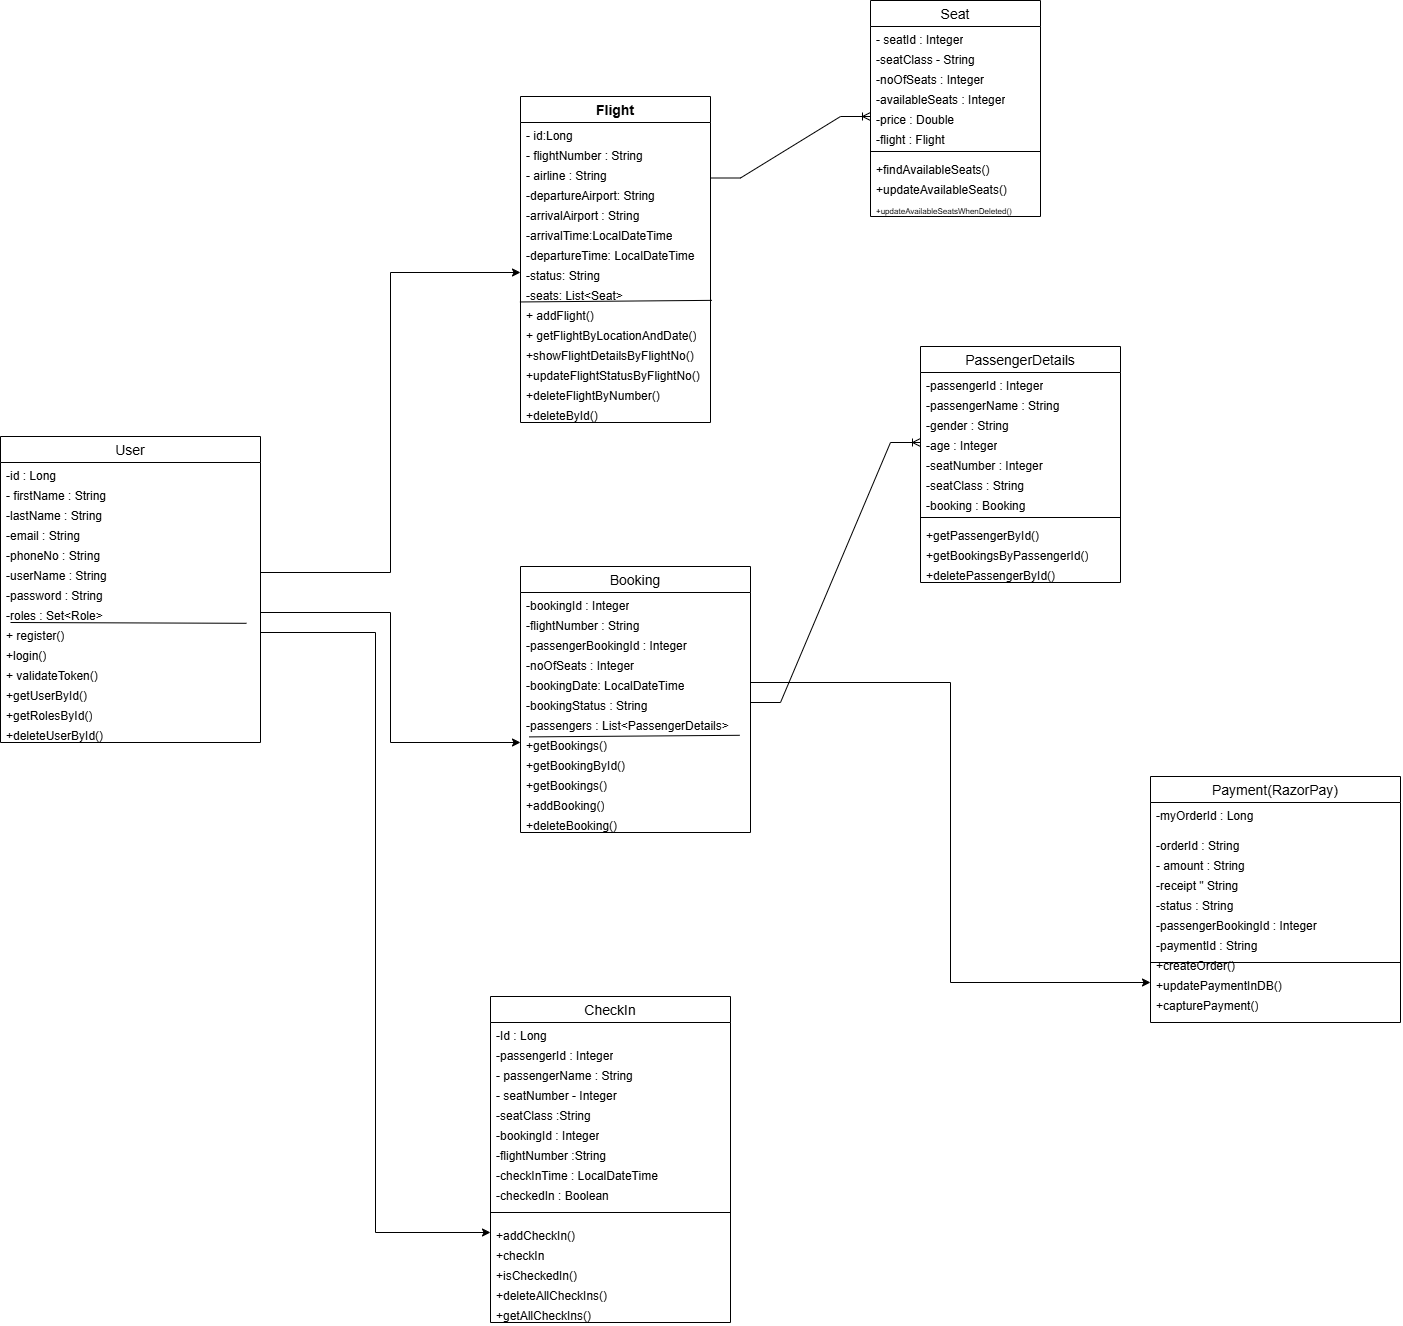 Seat
- seatId : Integer
-seatClass - String
-noOfSeats : Integer
-availableSeats : Integer
-price : Double
-flight : Flight
+findAvailableSeats()
+updateAvailableSeats()
+updateAvailableSeatsWhenDeleted()
Flight
- id:Long
- flightNumber : String
- airline : String
-departureAirport: String
-arrivalAirport : String
-arrivalTime:LocalDateTime
-departureTime: LocalDateTime
-status: String
-seats: List<Seat>
+ addFlight()
+ getFlightByLocationAndDate()
+showFlightDetailsByFlightNo()
+updateFlightStatusByFlightNo()
+deleteFlightByNumber()
+deleteById()
PassengerDetails
-passengerId : Integer
-passengerName : String
-gender : String
-age : Integer
-seatNumber : Integer
-seatClass : String
-booking : Booking
+getPassengerById()
+getBookingsByPassengerId()
+deletePassengerById()
User
-id : Long
- firstName : String
-lastName : String
-email : String
-phoneNo : String
-userName : String
-password : String
-roles : Set<Role>
+ register()
+login()
+ validateToken()
+getUserById()
+getRolesById()
+deleteUserById()
Booking
-bookingId : Integer
-flightNumber : String
-passengerBookingId : Integer
-noOfSeats : Integer
-bookingDate: LocalDateTime
-bookingStatus : String
-passengers : List<PassengerDetails>
+getBookings()
+getBookingById()
+getBookings()
+addBooking()
+deleteBooking()
Payment(RazorPay)
-myOrderId : Long
-orderId : String
- amount : String
-receipt " String
-status : String
-passengerBookingId : Integer
-paymentId : String
+createOrder()
+updatePaymentInDB()
+capturePayment()
CheckIn
-Id : Long
-passengerId : Integer
- passengerName : String
- seatNumber - Integer
-seatClass :String
-bookingId : Integer
-flightNumber :String
-checkInTime : LocalDateTime
-checkedIn : Boolean
+addCheckIn()
+checkIn
+isCheckedIn()
+deleteAllCheckIns()
+getAllCheckIns()